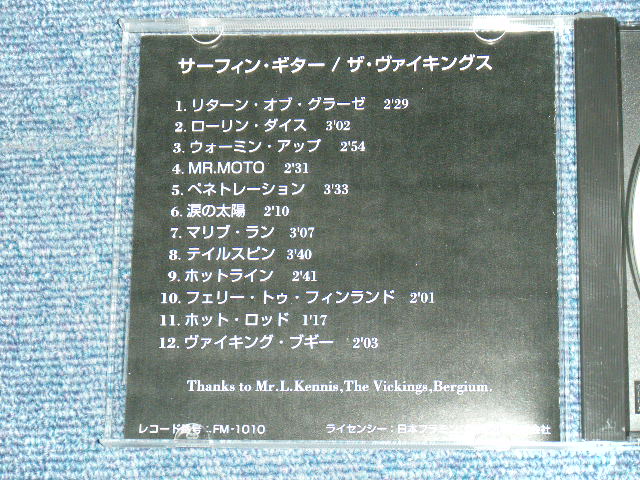 サーフィン・ギター / ザ・ヴァイキングス
1. リターン・オブ・グラーゼ 2'29
2. ローリン・ダイス 3'02
3. ウォーミン・アップ 2'54
4. MR.MOTO 2'31
5. ペネトレーション 3'33
6. 涙の太陽 2'10
7. マリブ・ラン 3'07
8. テイルスピン 3'40
9. ホットライン 2'41
10. フェリー・トゥ・フィンランド 2'01
11. ホット・ロッド 1'17
12. ヴァイキング・ブギー 2'03
Thanks to Mr.L.Kennis,The Vickings,Bergium.
レコード番号:FM-1010
ライセンシー:日本フラミン